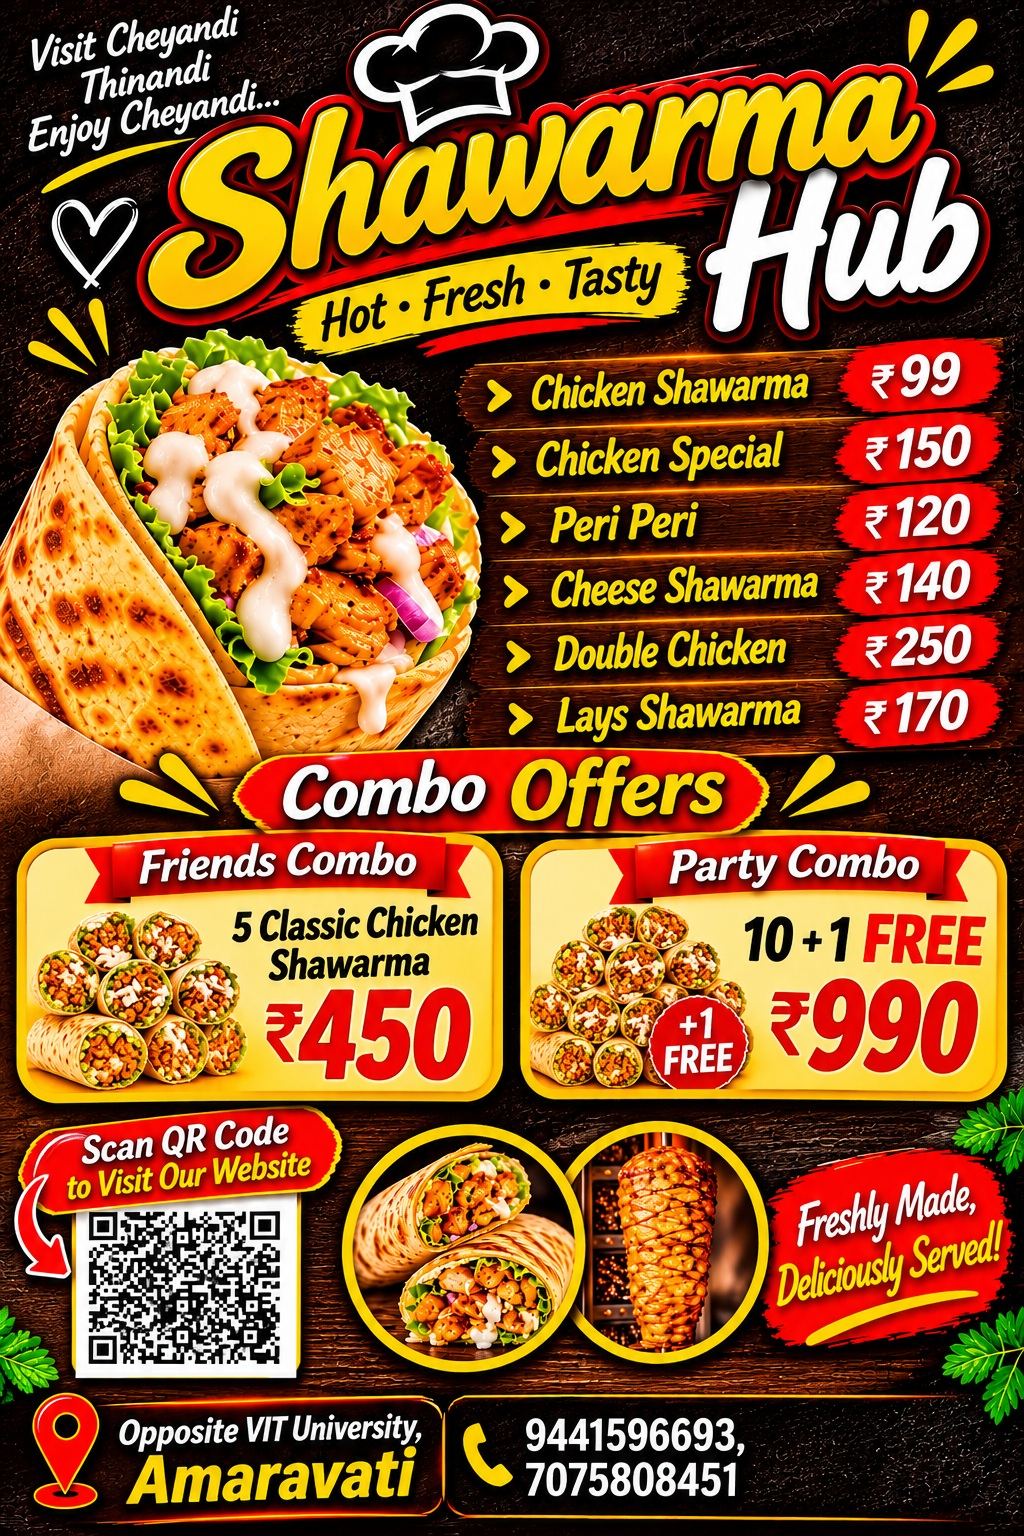 Visit Cheyandi
Thinandi
Enjoy Cheyandi...
Shawarma
Hub
Hot • Fresh • Tasty
Chicken Shawarma ₹99
Chicken Special ₹150
Peri Peri ₹120
Cheese Shawarma ₹140
Double Chicken ₹250
Lays Shawarma ₹170
Combo Offers
Friends Combo
5 Classic Chicken
Shawarma
₹450
Party Combo
10+1 FREE
₹990
+1
FREE
Scan QR Code
to Visit Our Website
Freshly Made,
Deliciously Served!
Opposite VIT University,
Amaravati
9441596693,
7075808451